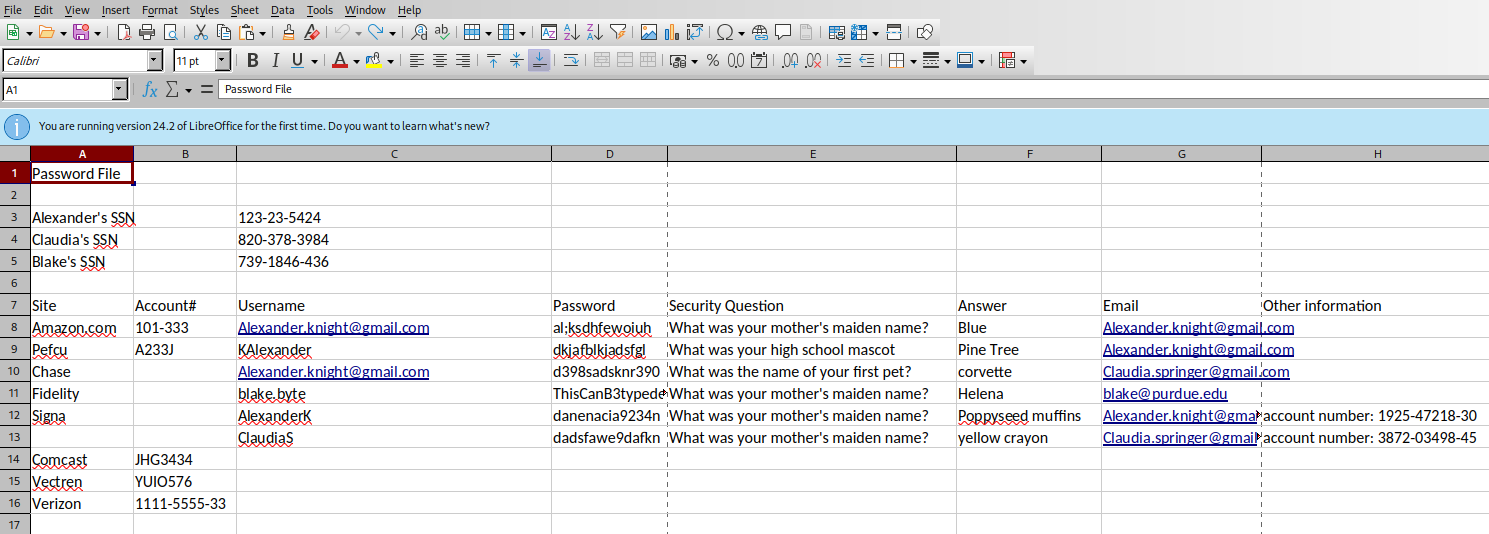 File Edit View Insert Format Styles Sheet Data Tools Window Help
Calibri 11 pt
A1 Password File
You are running version 24.2 of LibreOffice for the first time. Do you want to learn what's new?
A B C D E F G H
1 Password File
2
3 Alexander's SSN 123-23-5424
4 Claudia's SSN 820-378-3984
5 Blake's SSN 739-1846-436
6
7 Site Account# Username Password Security Question Answer Email Other information
8 Amazon.com 101-333 Alexander.knight@gmail.com al;ksdhfewoiuh What was your mother's maiden name? Blue Alexander.knight@gmail.com
9 Pefcu A233J KAlexander dkjafblkjadsfgl What was your high school mascot Pine Tree Alexander.knight@gmail.com
10 Chase Alexander.knight@gmail.com d398sadsknr390 What was the name of your first pet? corvette Claudia.springer@gmail.com
11 Fidelity blake.byte ThisCanB3typede What was your mother's maiden name? Helena blake@purdue.edu
12 Signa AlexanderK danenacia9234n What was your mother's maiden name? Poppyseed muffins Alexander.knight@gmai account number: 1925-47218-30
13 ClaudiaS dadsfawe9dafkn What was your mother's maiden name? yellow crayon Claudia.springer@gmail account number: 3872-03498-45
14 Comcast JHG3434
15 Vectren YUIO576
16 Verizon 1111-5555-33
17